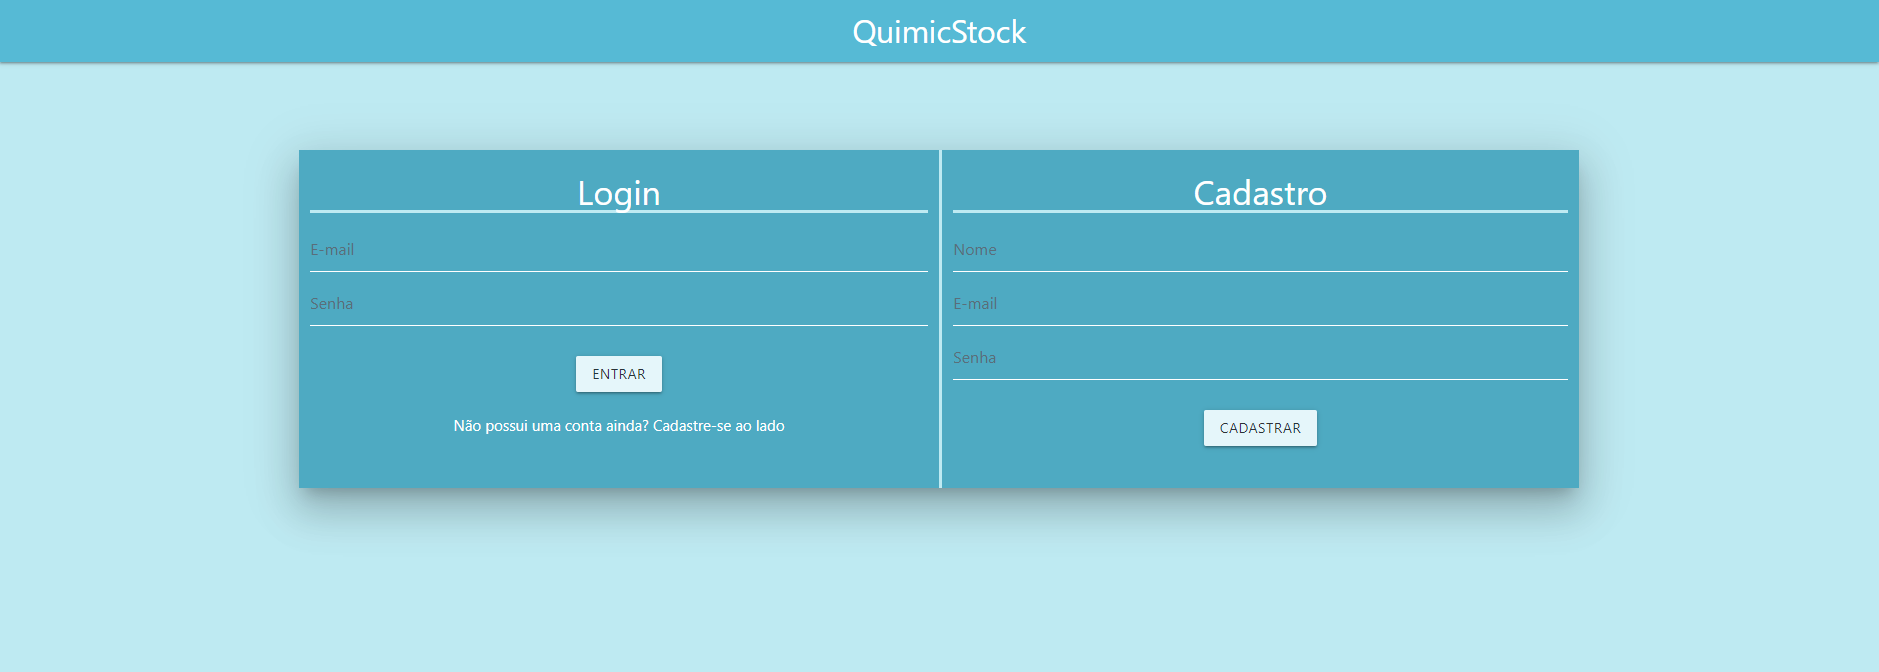 QuimicStock
Login
E-mail
Senha
ENTRAR
Não possui uma conta ainda? Cadastre-se ao lado
Cadastro
Nome
E-mail
Senha
CADASTRAR